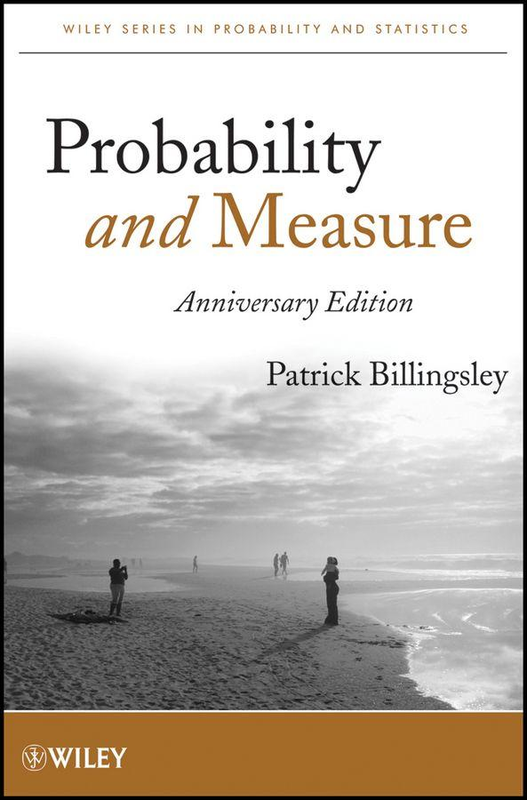 WILEY SERIES IN PROBABILITY AND STATISTICS
Probability
and Measure
Anniversary Edition
Patrick Billingsley
WILEY